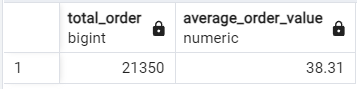 total_order average_order_value
bigint numeric
1 21350 38.31